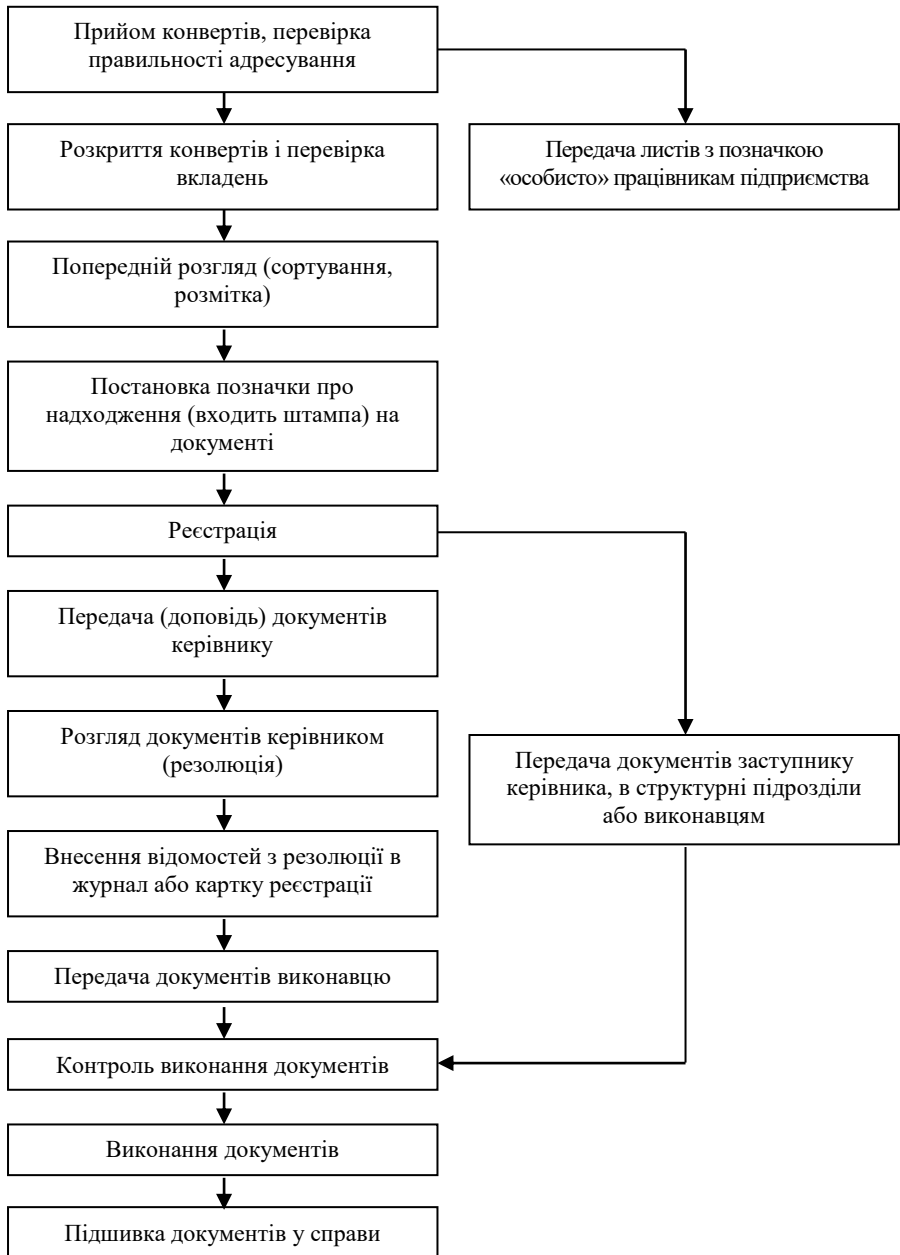 Прийом конвертів, перевірка
правильності адресування
Розкриття конвертів і перевірка
вкладень
Передача листів з позначкою
«особисто» працівникам підприємства
Попередній розгляд (сортування,
розмітка)
Постановка позначки про
надходження (входить штампа) на
документі
Реєстрація
Передача (доповідь) документів
керівнику
Розгляд документів керівником
(резолюція)
Передача документів заступнику
керівника, в структурні підрозділи
або виконавцям
Внесення відомостей з резолюції в
журнал або картку реєстрації
Передача документів виконавцю
Контроль виконання документів
Виконання документів
Підшивка документів у справи